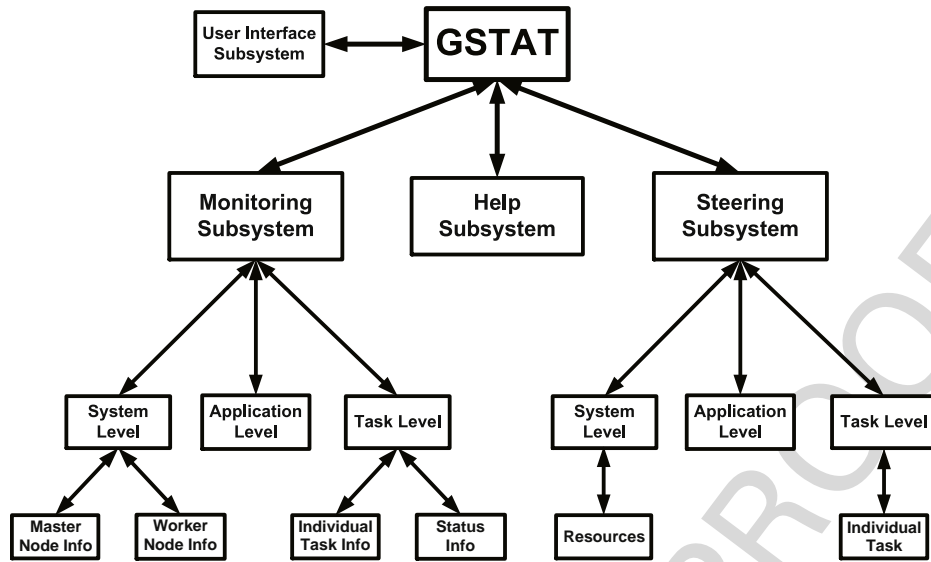 User Interface
Subsystem
GSTAT
Monitoring
Subsystem
Help
Subsystem
Steering
Subsystem
System
Level
Application
Level
Task Level
System
Level
Application
Level
Task Level
Master
Node Info
Worker
Node Info
Individual
Task Info
Status
Info
Resources
Individual
Task
PROOF